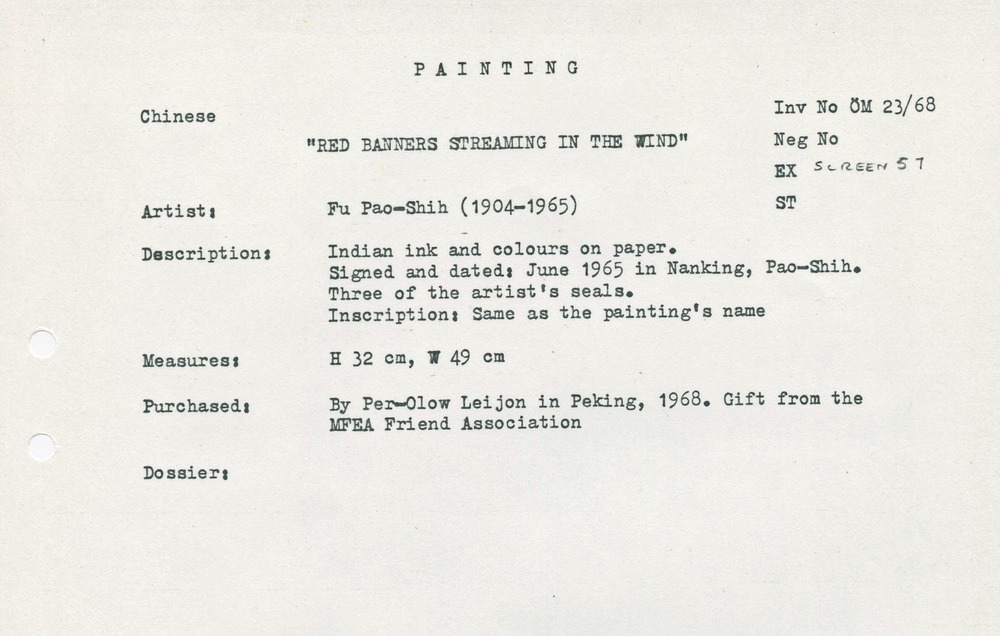 P A I N T I N G
Chinese
Inv No ÖM 23/68
"RED BANNERS STREAMING IN THE WIND"
Neg No
EX SCREEN 57
Artist: Fu Pao-Shih (1904-1965)
ST
Description: Indian ink and colours on paper.
Signed and dated: June 1965 in Nanking, Pao-Shih.
Three of the artist's seals.
Inscription: Same as the painting's name
Measures: H 32 cm, W 49 cm
Purchased: By Per-Olow Leijon in Peking, 1968. Gift from the
MFEA Friend Association
Dossier: